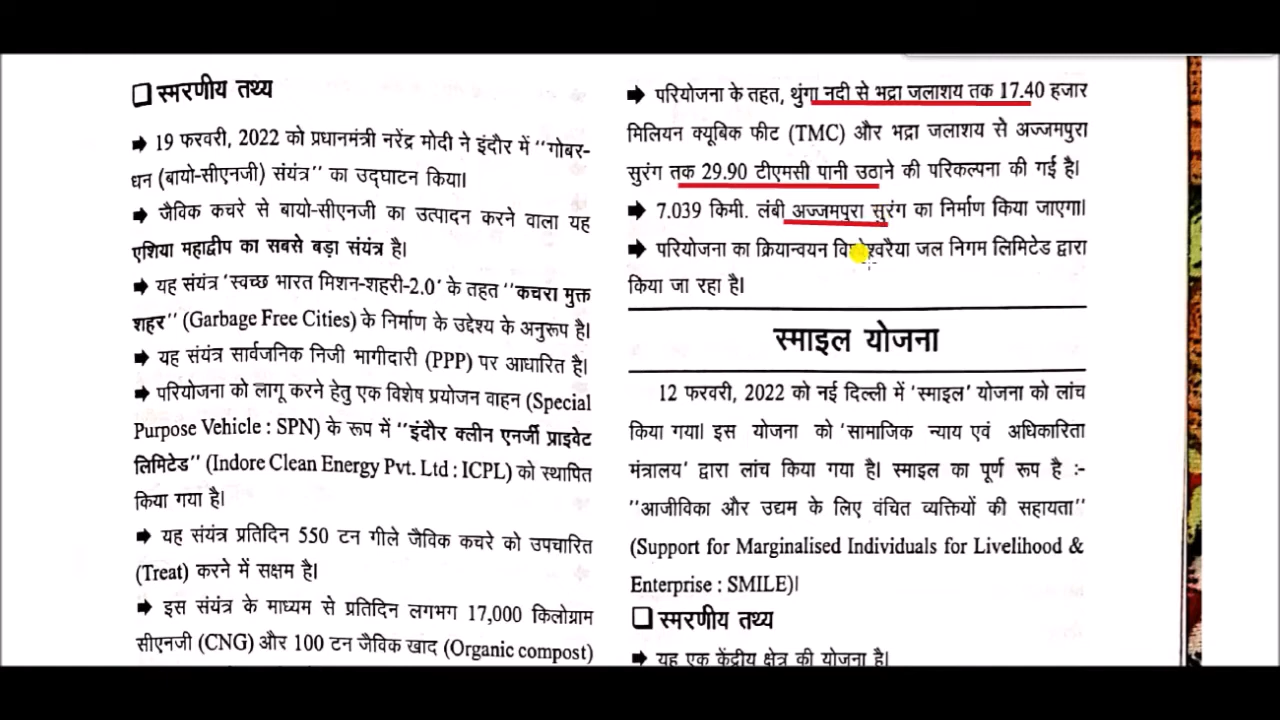 ❑ स्मरणीय तथ्य
➡ 19 फरवरी, 2022 को प्रधानमंत्री नरेंद्र मोदी ने इंदौर में "गोबर-
धन (बायो-सीएनजी) संयंत्र" का उद्घाटन किया।
➡ जैविक कचरे से बायो-सीएनजी का उत्पादन करने वाला यह
एशिया महाद्वीप का सबसे बड़ा संयंत्र है।
➡ यह संयंत्र 'स्वच्छ भारत मिशन-शहरी-2.0' के तहत "कचरा मुक्त
शहर" (Garbage Free Cities) के निर्माण के उद्देश्य के अनुरूप है।
➡ यह संयंत्र सार्वजनिक निजी भागीदारी (PPP) पर आधारित है।
➡ परियोजना को लागू करने हेतु एक विशेष प्रयोजन वाहन (Special
Purpose Vehicle : SPN) के रूप में "इंदौर क्लीन एनर्जी प्राइवेट
लिमिटेड" (Indore Clean Energy Pvt. Ltd : ICPL) को स्थापित
किया गया है।
➡ यह संयंत्र प्रतिदिन 550 टन गीले जैविक कचरे को उपचारित
(Treat) करने में सक्षम है।
➡ इस संयंत्र के माध्यम से प्रतिदिन लगभग 17,000 किलोग्राम
सीएनजी (CNG) और 100 टन जैविक खाद (Organic compost)
➡ परियोजना के तहत, थुंगा नदी से भद्रा जलाशय तक 17.40 हजार
मिलियन क्यूबिक फीट (TMC) और भद्रा जलाशय से अज्जमपुरा
सुरंग तक 29.90 टीएमसी पानी उठाने की परिकल्पना की गई है।
➡ 7.039 किमी. लंबी अज्जमपुरा सुरंग का निर्माण किया जाएगा।
➡ परियोजना का क्रियान्वयन विश्वेश्वरैया जल निगम लिमिटेड द्वारा
किया जा रहा है।
स्माइल योजना
12 फरवरी, 2022 को नई दिल्ली में 'स्माइल' योजना को लांच
किया गया। इस योजना को 'सामाजिक न्याय एवं अधिकारिता
मंत्रालय' द्वारा लांच किया गया है। स्माइल का पूर्ण रूप है :-
"आजीविका और उद्यम के लिए वंचित व्यक्तियों की सहायता"
(Support for Marginalised Individuals for Livelihood &
Enterprise : SMILE)।
❑ स्मरणीय तथ्य
➡ यह एक केंद्रीय क्षेत्र की योजना है।